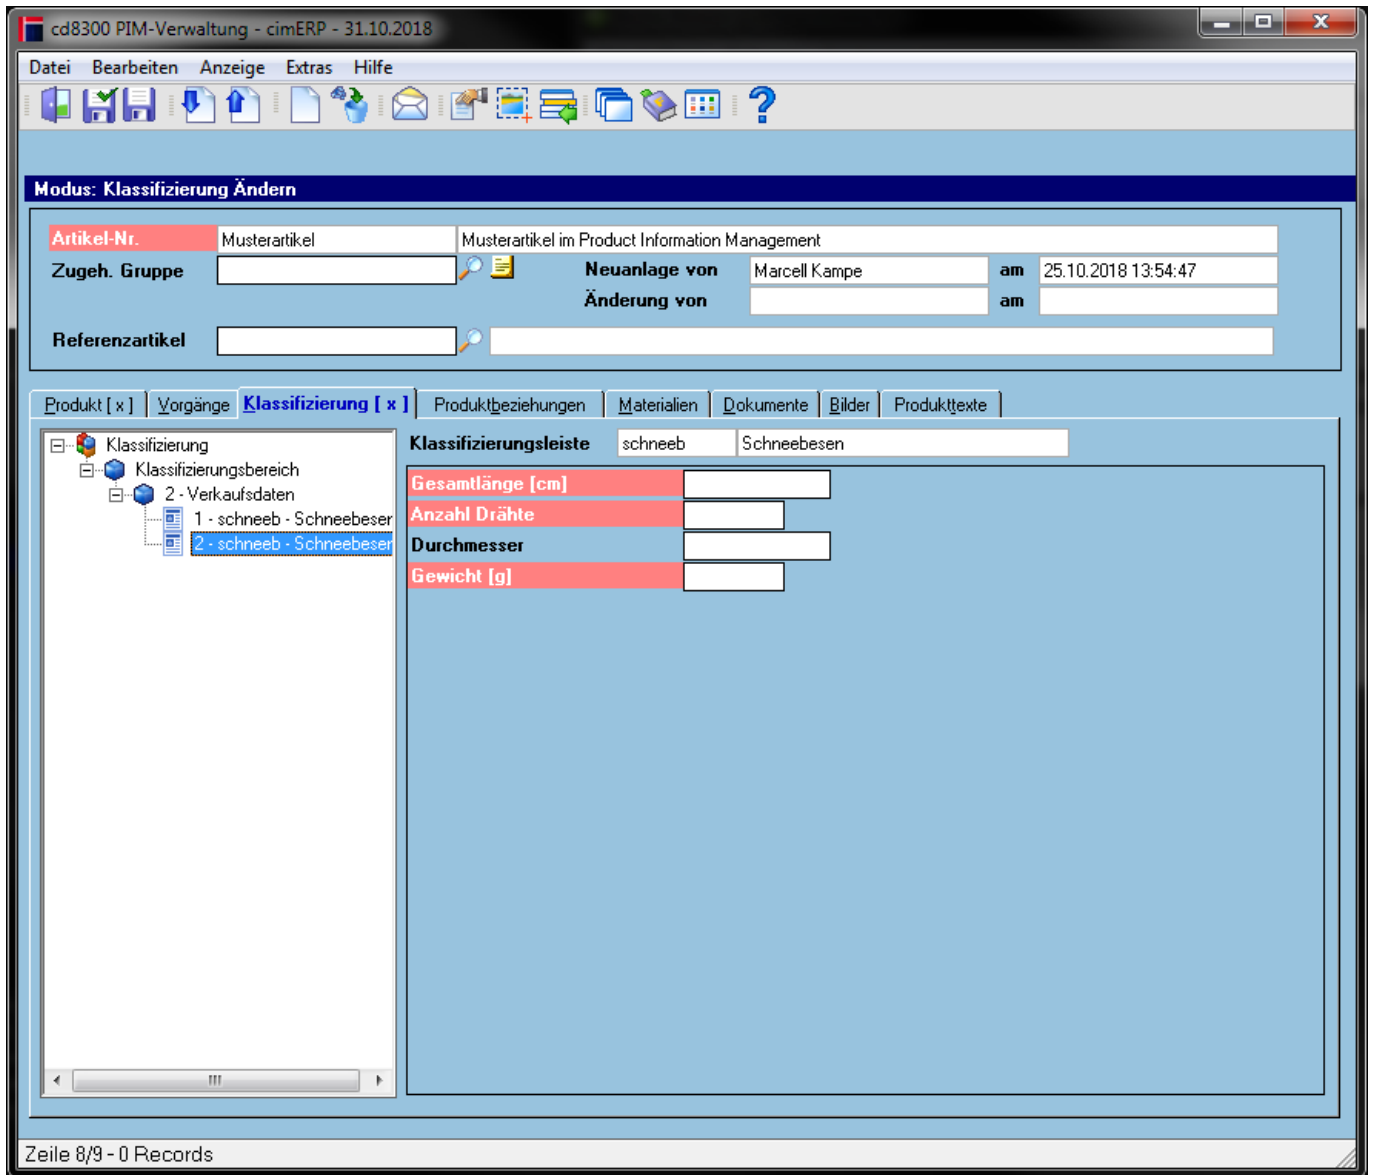 cd8300 PIM-Verwaltung - cimERP - 31.10.2018
Datei Bearbeiten Anzeige Extras Hilfe
Modus: Klassifizierung Ändern
Artikel-Nr. Musterartikel Musterartikel im Product Information Management
Zugeh. Gruppe Neuanlage von Marcell Kampe am 25.10.2018 13:54:47
Änderung von am
Referenzartikel
Produkt [ x ] Vorgänge Klassifizierung [ x ] Produktbeziehungen Materialien Dokumente Bilder Produkttexte
Klassifizierung
Klassifizierungsbereich
2 - Verkaufsdaten
1 - schneeb - Schneebeser
2 - schneeb - Schneebeser
Klassifizierungsleiste schneeb Schneebesen
Gesamtlänge [cm]
Anzahl Drähte
Durchmesser
Gewicht [g]
Zeile 8/9 - 0 Records